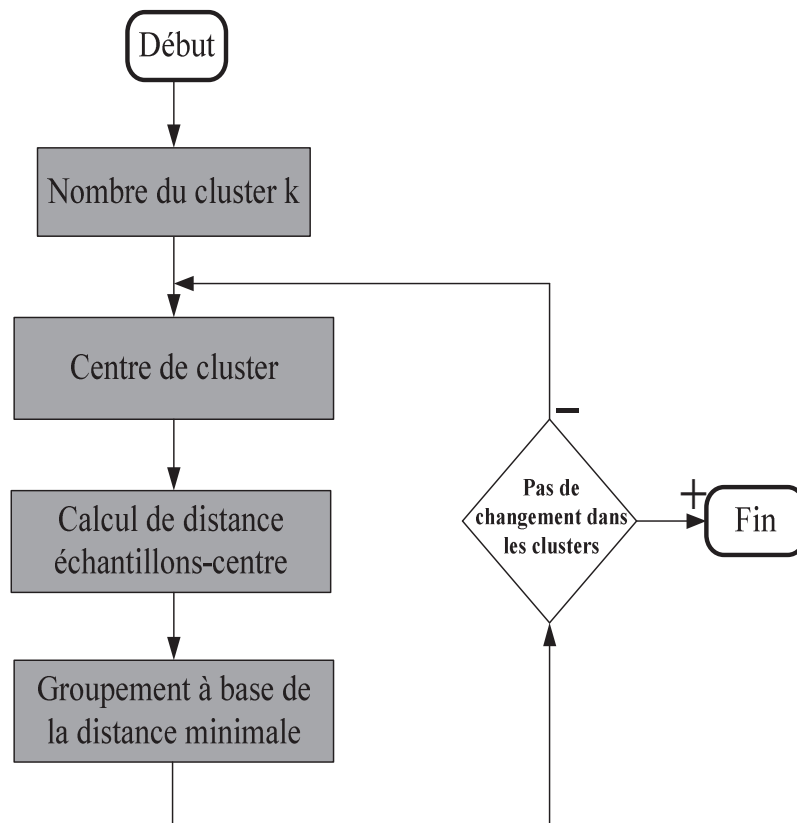 Début
Nombre du cluster k
Centre de cluster
Calcul de distance
échantillons-centre
Groupement à base de
la distance minimale
−
Pas de
changement dans
les clusters
+
Fin